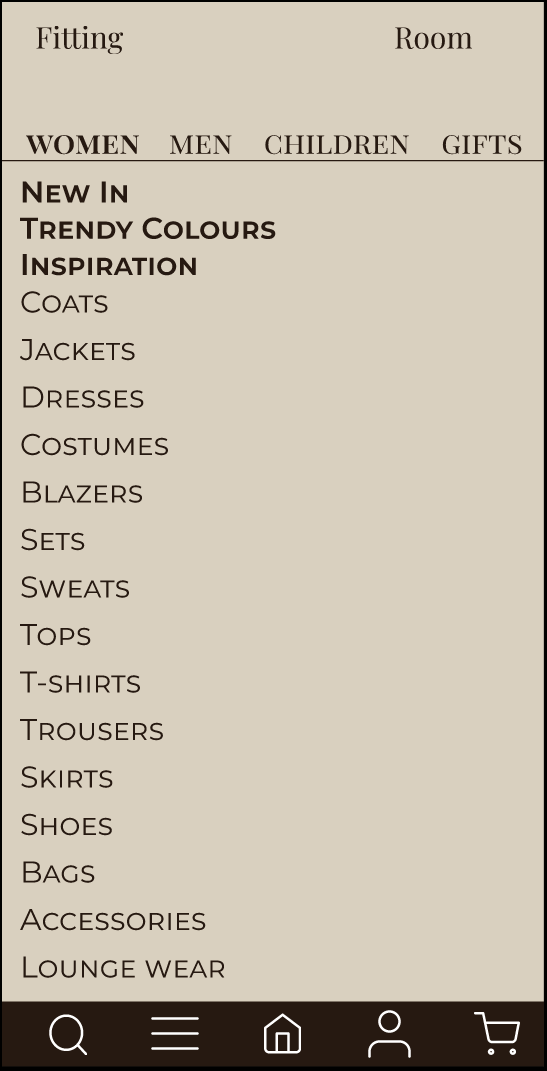 Fitting Room
WOMEN MEN CHILDREN GIFTS
New In
Trendy Colours
Inspiration
Coats
Jackets
Dresses
Costumes
Blazers
Sets
Sweats
Tops
T-shirts
Trousers
Skirts
Shoes
Bags
Accessories
Lounge wear